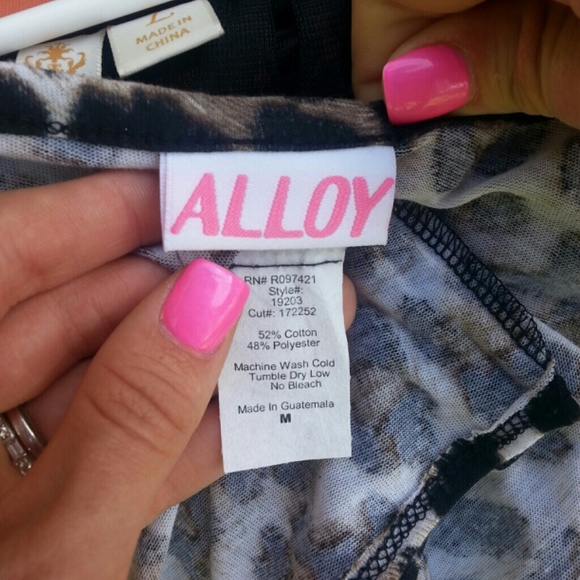 L
MADE IN
CHINA
ALLOY
RN# R097421
Style#:
19203
Cut#: 172252
52% Cotton
48% Polyester
Machine Wash Cold
Tumble Dry Low
No Bleach
Made In Guatemala
M